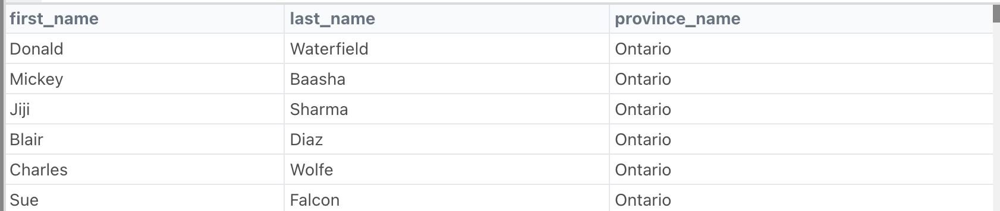 first_name last_name province_name
Donald Waterfield Ontario
Mickey Baasha Ontario
Jiji Sharma Ontario
Blair Diaz Ontario
Charles Wolfe Ontario
Sue Falcon Ontario